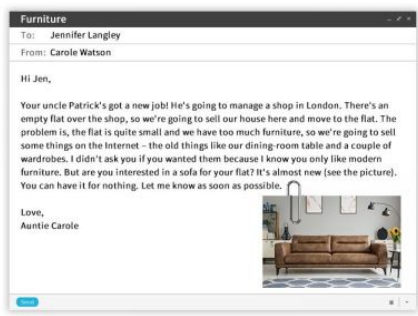 Furniture
To: Jennifer Langley
From: Carole Watson
Hi Jen,
Your uncle Patrick's got a new job! He's going to manage a shop in London. There's an
empty flat over the shop, so we're going to sell our house here and move to the flat. The
problem is, the flat is quite small and we have too much furniture, so we're going to sell
some things on the Internet – the old things like our dining-room table and a couple of
wardrobes. I didn't ask you if you wanted them because I know you only like modern
furniture. But are you interested in a sofa for your flat? It's almost new (see the picture).
You can have it for nothing. Let me know as soon as possible.
Love,
Auntie Carole
Send